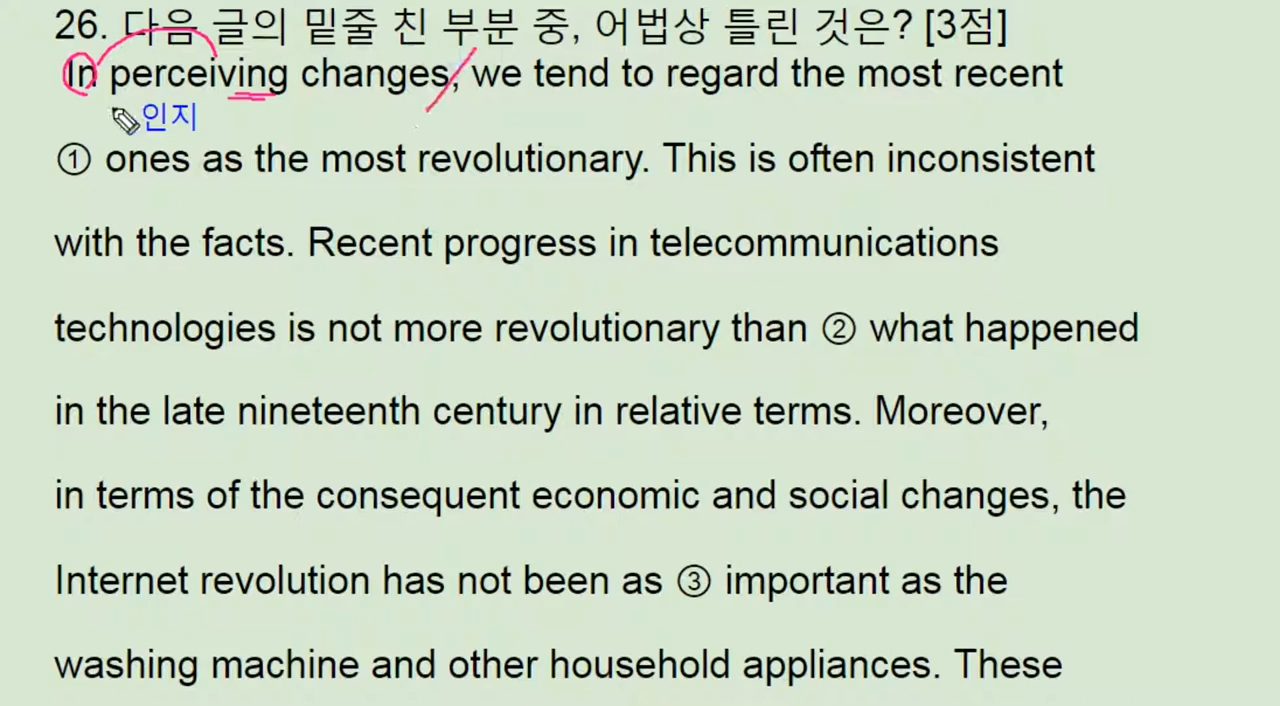 26. 다음 글의 밑줄 친 부분 중, 어법상 틀린 것은? [3점]
In perceiving changes, we tend to regard the most recent
인지
① ones as the most revolutionary. This is often inconsistent
with the facts. Recent progress in telecommunications
technologies is not more revolutionary than ② what happened
in the late nineteenth century in relative terms. Moreover,
in terms of the consequent economic and social changes, the
Internet revolution has not been as ③ important as the
washing machine and other household appliances. These